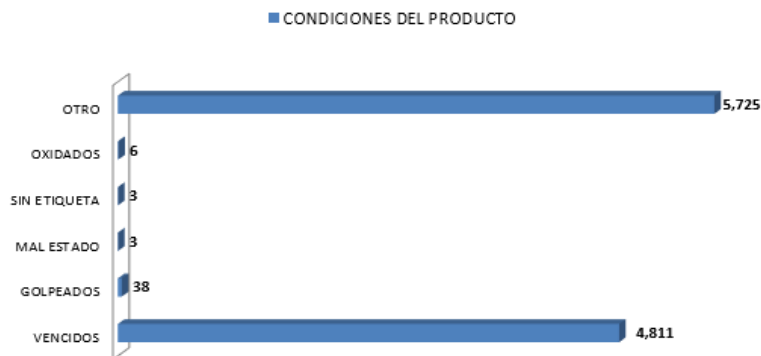 CONDICIONES DEL PRODUCTO
OTRO 5,725
OXIDADOS 6
SIN ETIQUETA 3
MAL ESTADO 3
GOLPEADOS 38
VENCIDOS 4,811